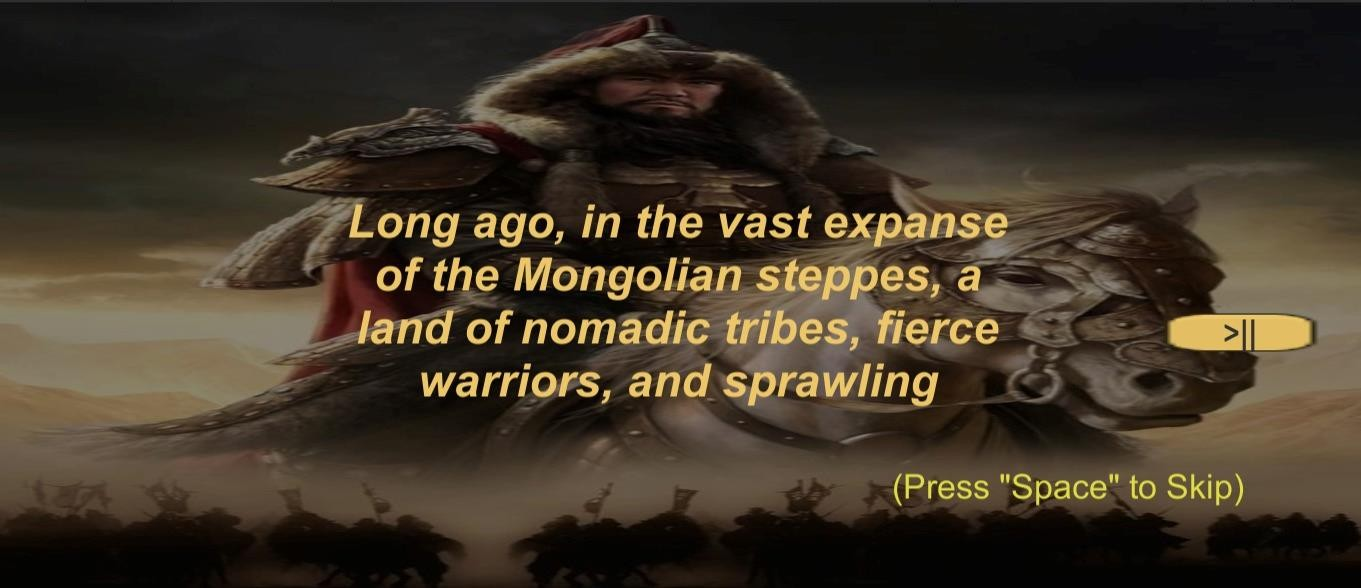 Long ago, in the vast expanse
of the Mongolian steppes, a
land of nomadic tribes, fierce
warriors, and sprawling
>||
(Press "Space" to Skip)